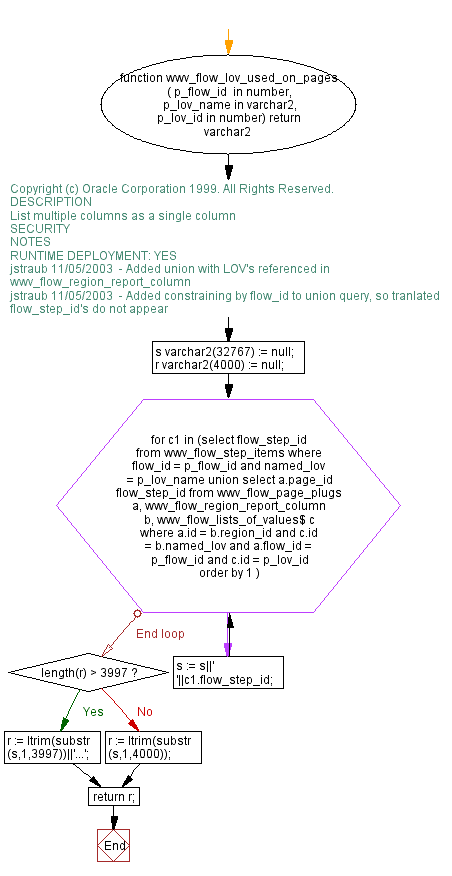 function wwv_flow_lov_used_on_pages
( p_flow_id in number,
p_lov_name in varchar2,
p_lov_id in number) return
varchar2
Copyright (c) Oracle Corporation 1999. All Rights Reserved.
DESCRIPTION
List multiple columns as a single column
SECURITY
NOTES
RUNTIME DEPLOYMENT: YES
jstraub 11/05/2003 - Added union with LOV's referenced in
wwv_flow_region_report_column
jstraub 11/05/2003 - Added constraining by flow_id to union query, so tranlated
flow_step_id's do not appear
s varchar2(32767) := null;
r varchar2(4000) := null;
for c1 in (select flow_step_id
from wwv_flow_step_items where
flow_id = p_flow_id and named_lov
= p_lov_name union select a.page_id
flow_step_id from wwv_flow_page_plugs
a, wwv_flow_region_report_column
b, wwv_flow_lists_of_values$ c
where a.id = b.region_id and c.id
= b.named_lov and a.flow_id =
p_flow_id and c.id = p_lov_id
order by 1 )
End loop
s := s||'
'||c1.flow_step_id;
length(r) > 3997 ?
Yes
No
r := ltrim(substr
(s,1,3997))||'...';
r := ltrim(substr
(s,1,4000));
return r;
End